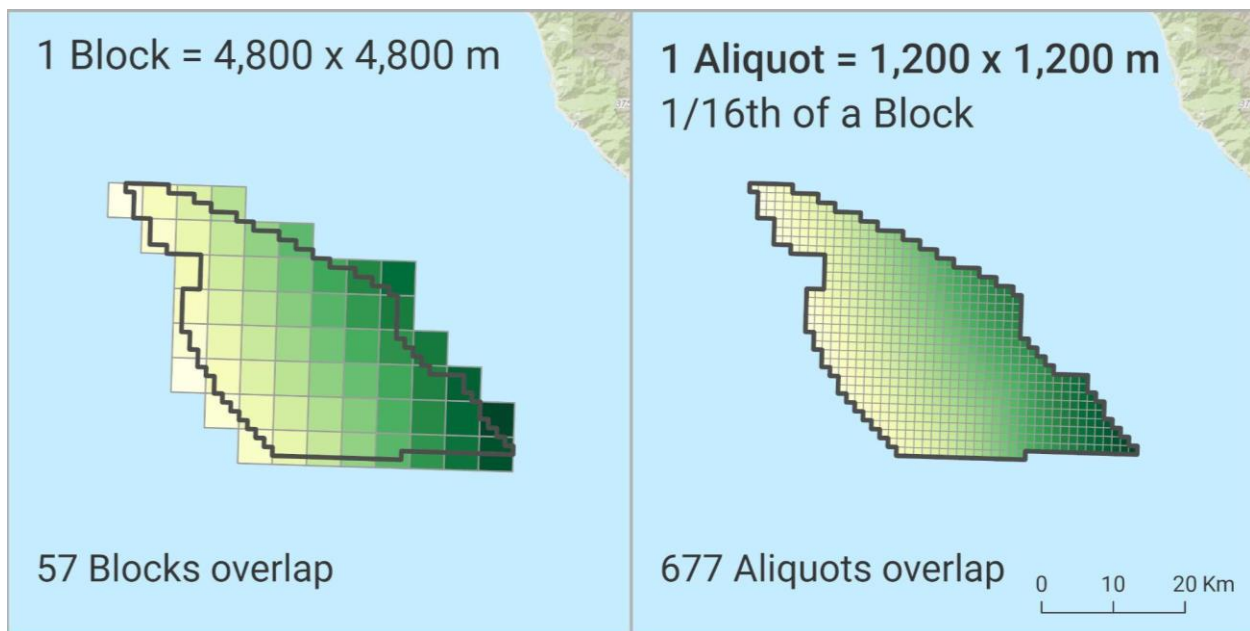 1 Block = 4,800 x 4,800 m
57 Blocks overlap
1 Aliquot = 1,200 x 1,200 m
1/16th of a Block
677 Aliquots overlap
0 10 20 Km